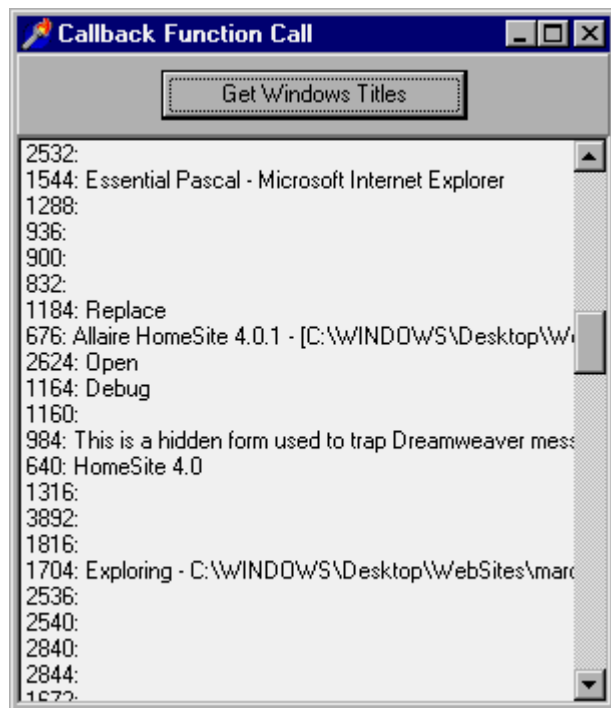 Callback Function Call
Get Windows Titles
2532:
1544: Essential Pascal - Microsoft Internet Explorer
1288:
936:
900:
832:
1184: Replace
676: Allaire HomeSite 4.0.1 - [C:\WINDOWS\Desktop\We
2624: Open
1164: Debug
1160:
984: This is a hidden form used to trap Dreamweaver mess
640: HomeSite 4.0
1316:
3892:
1816:
1704: Exploring - C:\WINDOWS\Desktop\WebSites\marc
2536:
2540:
2840:
2844:
1672: